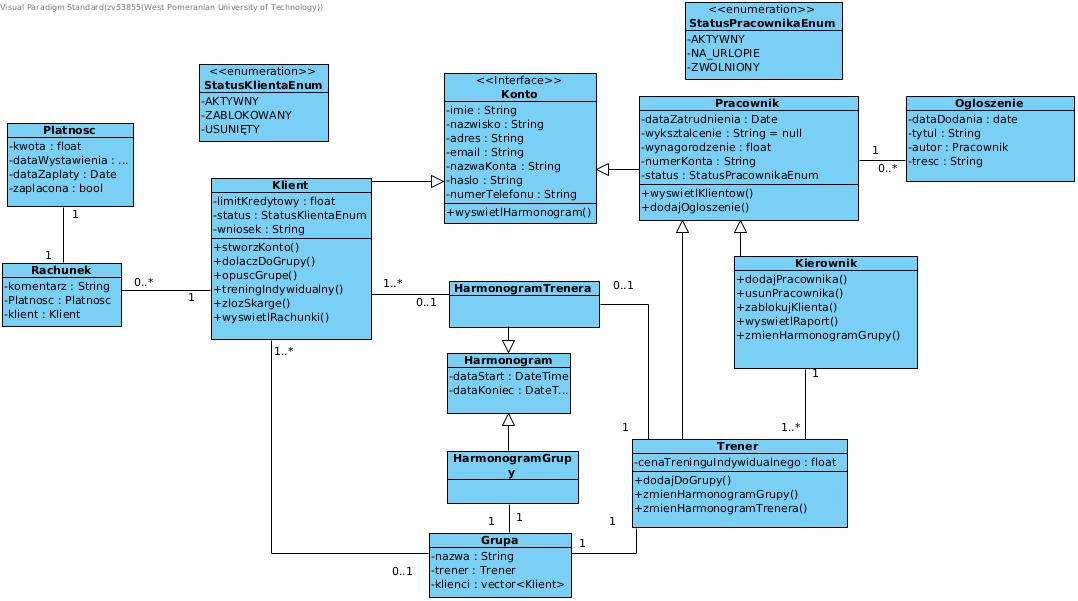 Visual Paradigm Standard(zv53855(West Pomeranian University of Technology))
<<enumeration>>
StatusPracownikaEnum
-AKTYWNY
-NA_URLOPIE
-ZWOLNIONY
<<enumeration>>
StatusKlientaEnum
-AKTYWNY
-ZABLOKOWANY
-USUNIĘTY
<<Interface>>
Konto
-imie : String
-nazwisko : String
-adres : String
-email : String
-nazwaKonta : String
-haslo : String
-numerTelefonu : String
+wyswietlHarmonogram()
Pracownik
-dataZatrudnienia : Date
-wyksztalcenie : String = null
-wynagorodzenie : float
-numerKonta : String
-status : StatusPracownikaEnum
+wyswietlKlientow()
+dodajOgloszenie()
1
0..*
Ogloszenie
-dataDodania : date
-tytul : String
-autor : Pracownik
-tresc : String
Platnosc
-kwota : float
-dataWystawienia : ...
-dataZaplaty : Date
-zaplacona : bool
1
1
Rachunek
-komentarz : String
-Platnosc : Platnosc
-klient : Klient
0..*
1
Klient
-limitKredytowy : float
-status : StatusKlientaEnum
-wniosek : String
+stworzKonto()
+dolaczDoGrupy()
+opuscGrupe()
+treningIndywidualny()
+zlozSkarge()
+wyswietlRachunki()
1..*
0..1
HarmonogramTrenera
0..1
Kierownik
+dodajPracownika()
+usunPracownika()
+zablokujKlienta()
+wyswietlRaport()
+zmienHarmonogramGrupy()
1
1..*
1..*
Harmonogram
-dataStart : DateTime
-dataKoniec : DateT...
1
HarmonogramGrup
y
Trener
-cenaTreninguIndywidualnego : float
+dodajDoGrupy()
+zmienHarmonogramGrupy()
+zmienHarmonogramTrenera()
1
1
1
1
0..1
Grupa
-nazwa : String
-trener : Trener
-klienci : vector<Klient>